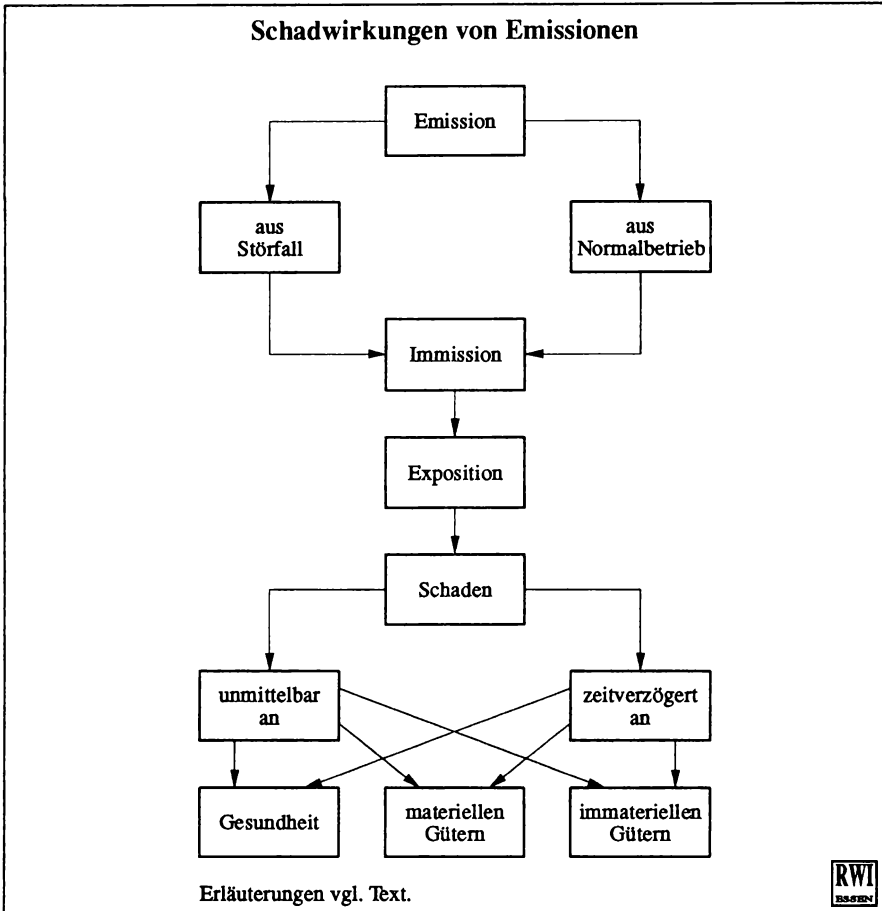 Schadwirkungen von Emissionen
Emission
aus
Störfall
aus
Normalbetrieb
Immission
Exposition
Schaden
unmittelbar
an
zeitverzögert
an
Gesundheit
materiellen
Gütern
immateriellen
Gütern
Erläuterungen vgl. Text.
RWI
ESSEN